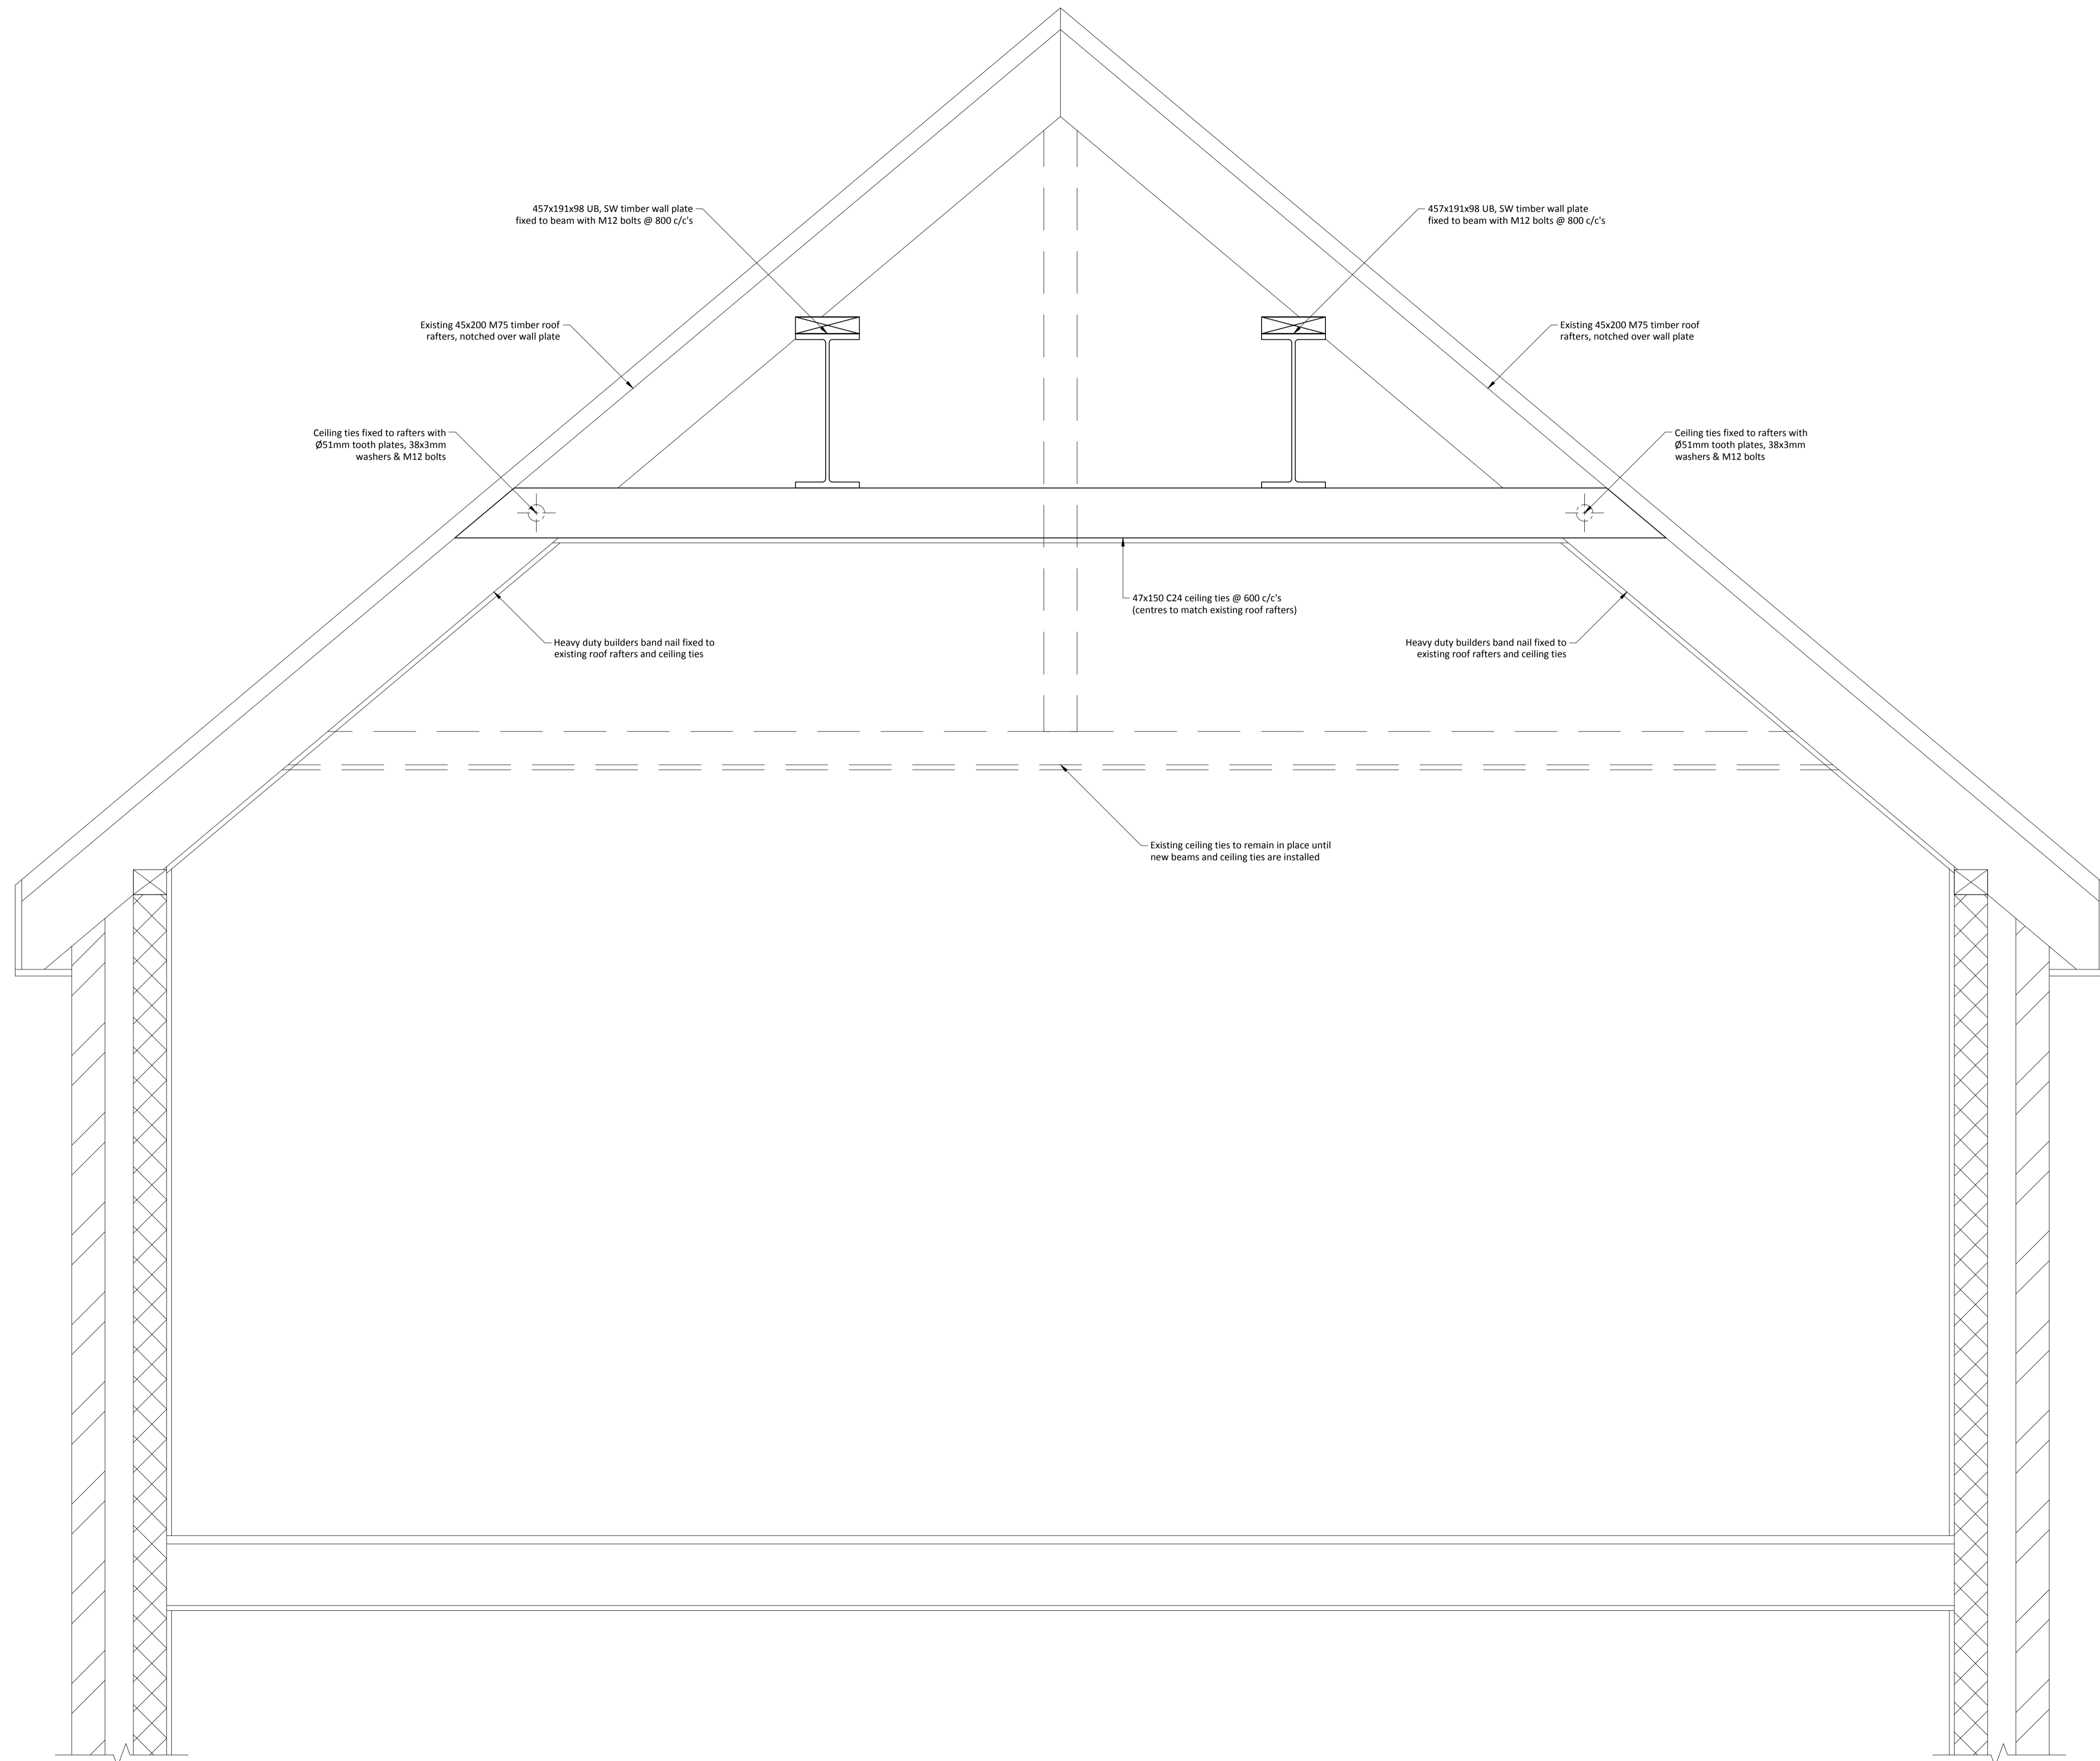 457x191x98 UB, SW timber wall plate
fixed to beam with M12 bolts @ 800 c/c's
457x191x98 UB, SW timber wall plate
fixed to beam with M12 bolts @ 800 c/c's
Existing 45x200 M75 timber roof
rafters, notched over wall plate
Existing 45x200 M75 timber roof
rafters, notched over wall plate
Ceiling ties fixed to rafters with
Ø51mm tooth plates, 38x3mm
washers & M12 bolts
Ceiling ties fixed to rafters with
Ø51mm tooth plates, 38x3mm
washers & M12 bolts
47x150 C24 ceiling ties @ 600 c/c's
(centres to match existing roof rafters)
Heavy duty builders band nail fixed to
existing roof rafters and ceiling ties
Heavy duty builders band nail fixed to
existing roof rafters and ceiling ties
Existing ceiling ties to remain in place until
new beams and ceiling ties are installed